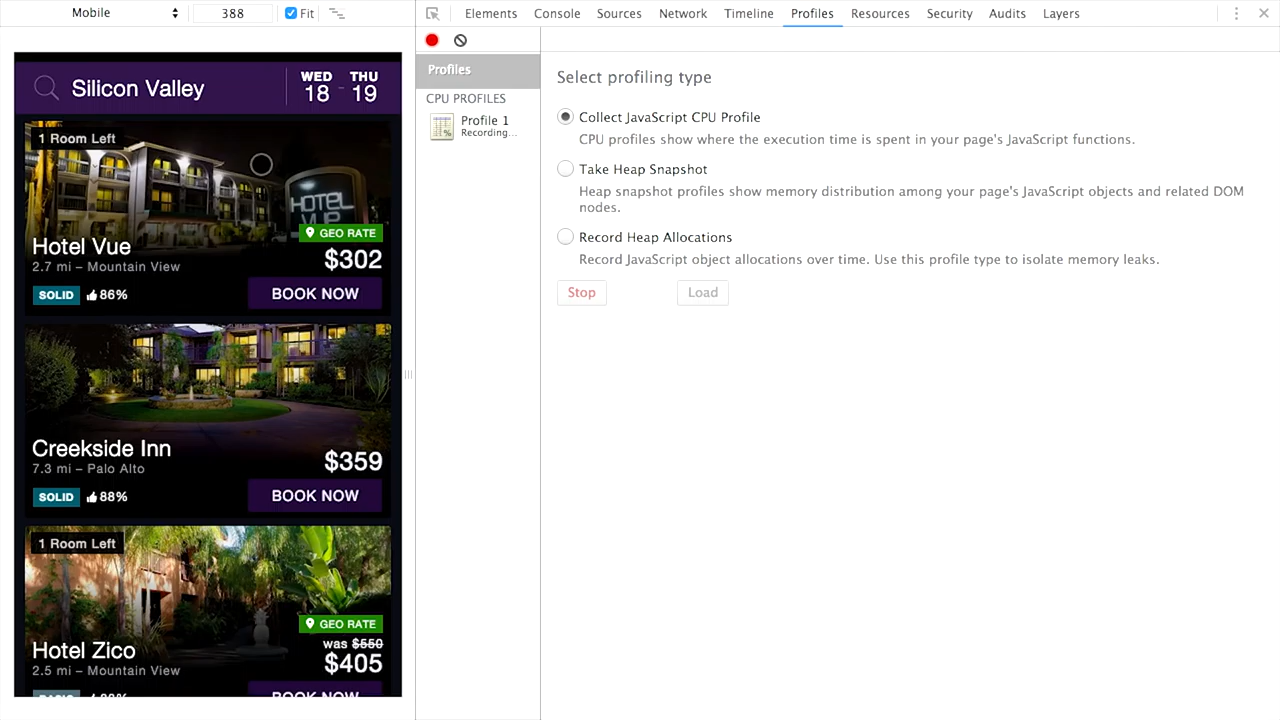 Mobile
388
Fit
Elements Console Sources Network Timeline Profiles Resources Security Audits Layers
Silicon Valley
WED 18 - THU 19
1 Room Left
HOTEL VUE
GEO RATE
Hotel Vue
$302
2.7 mi – Mountain View
SOLID 86%
BOOK NOW
Creekside Inn
$359
7.3 mi – Palo Alto
SOLID 88%
BOOK NOW
1 Room Left
GEO RATE
was $550
Hotel Zico
$405
2.5 mi – Mountain View
BOOK NOW
Profiles
CPU PROFILES
Profile 1
Recording...
Select profiling type
Collect JavaScript CPU Profile
CPU profiles show where the execution time is spent in your page's JavaScript functions.
Take Heap Snapshot
Heap snapshot profiles show memory distribution among your page's JavaScript objects and related DOM
nodes.
Record Heap Allocations
Record JavaScript object allocations over time. Use this profile type to isolate memory leaks.
Stop Load